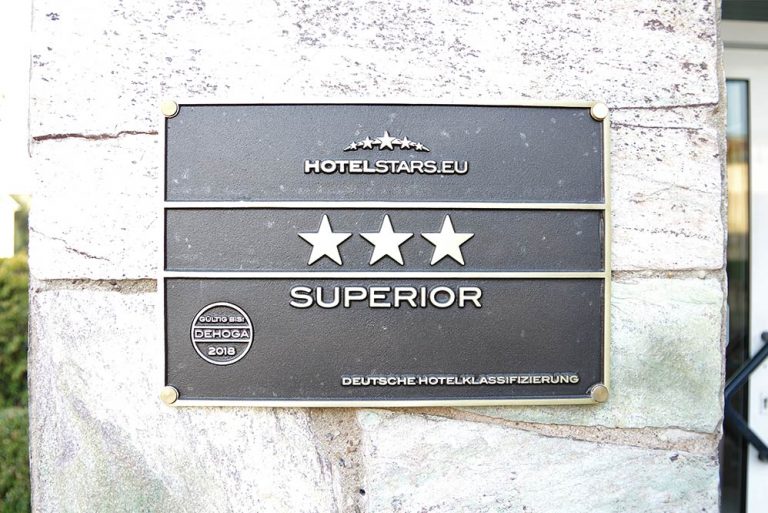 HOTELSTARS.EU
SUPERIOR
GÜLTIG BIS:
DEHOGA
2018
DEUTSCHE HOTELKLASSIFIZIERUNG